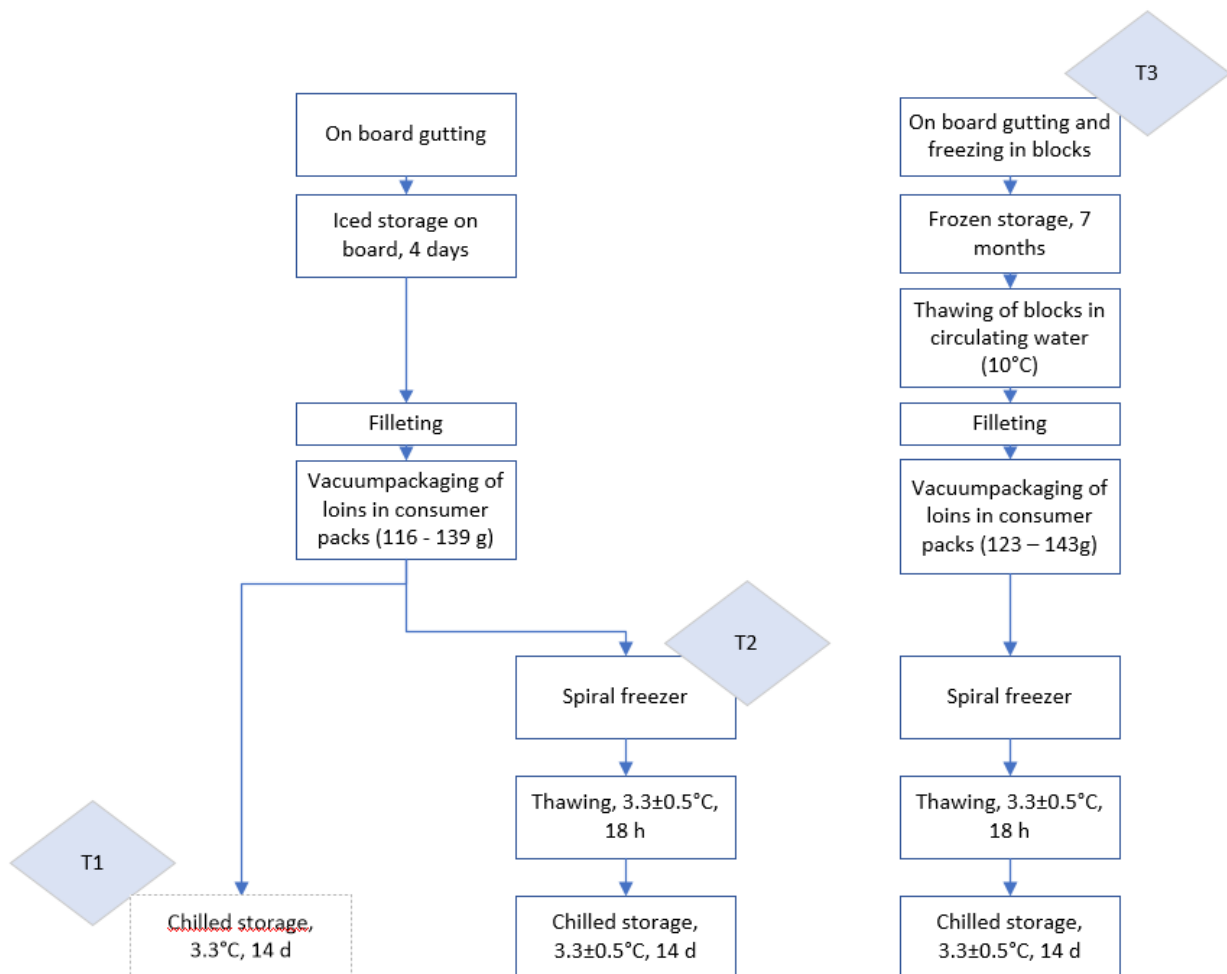 T3
On board gutting
On board gutting and
freezing in blocks
Iced storage on
board, 4 days
Frozen storage, 7
months
Thawing of blocks in
circulating water
(10°C)
Filleting
Filleting
Vacuumpackaging of
loins in consumer
packs (116 - 139 g)
Vacuumpackaging of
loins in consumer
packs (123 – 143g)
T2
Spiral freezer
Spiral freezer
Thawing, 3.3±0.5°C,
18 h
Thawing, 3.3±0.5°C,
18 h
T1
Chilled storage,
3.3°C, 14 d
Chilled storage,
3.3±0.5°C, 14 d
Chilled storage,
3.3±0.5°C, 14 d